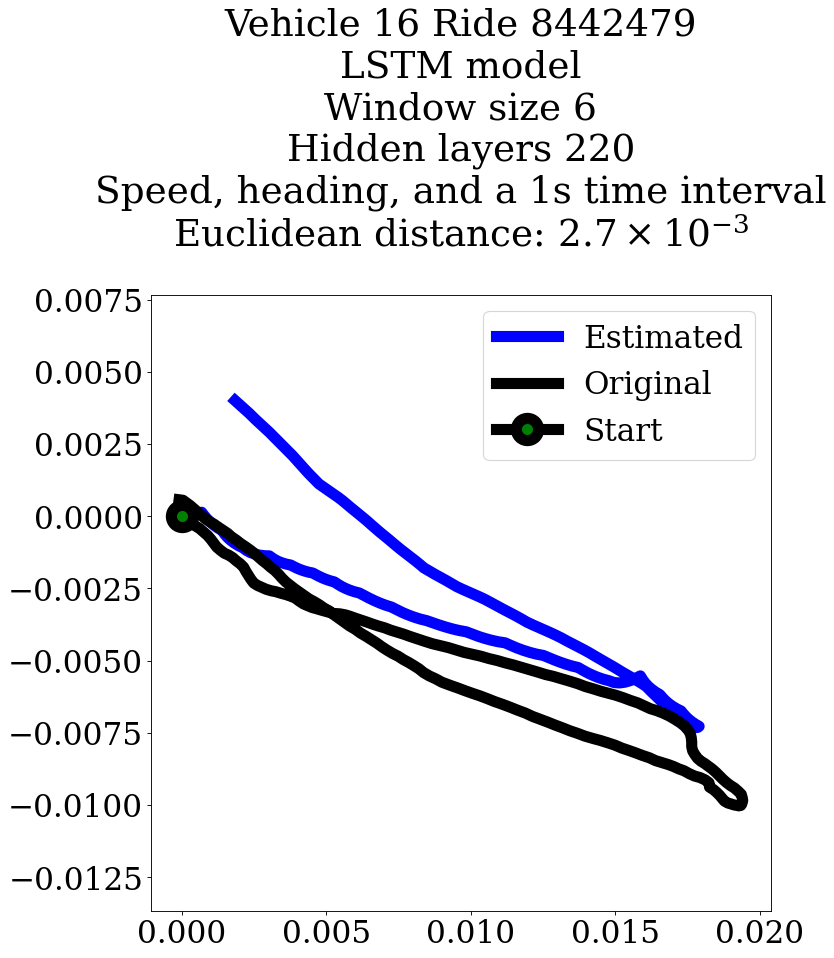 Vehicle 16 Ride 8442479
LSTM model
Window size 6
Hidden layers 220
Speed, heading, and a 1s time interval
Euclidean distance: 2.7 × 10⁻³
0.0075
0.0050
0.0025
0.0000
−0.0025
−0.0050
−0.0075
−0.0100
−0.0125
Estimated
Original
Start
0.000 0.005 0.010 0.015 0.020